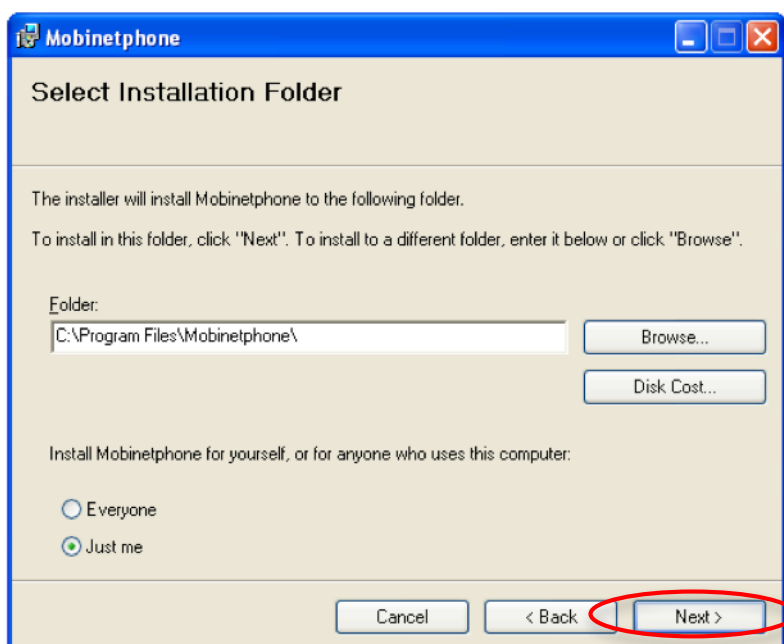 Mobinetphone
Select Installation Folder
The installer will install Mobinetphone to the following folder.
To install in this folder, click "Next". To install to a different folder, enter it below or click "Browse".
Folder:
C:\Program Files\Mobinetphone\
Browse...
Disk Cost...
Install Mobinetphone for yourself, or for anyone who uses this computer:
Everyone
Just me
Cancel
< Back
Next >